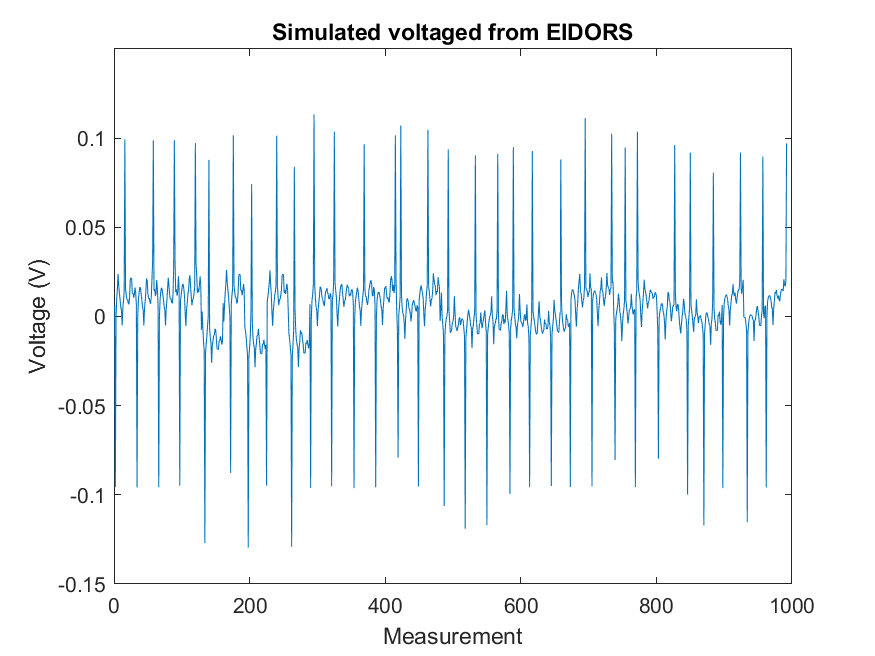 Simulated voltaged from EIDORS
0.1
0.05
0
-0.05
-0.1
-0.15
Voltage (V)
0 200 400 600 800 1000
Measurement